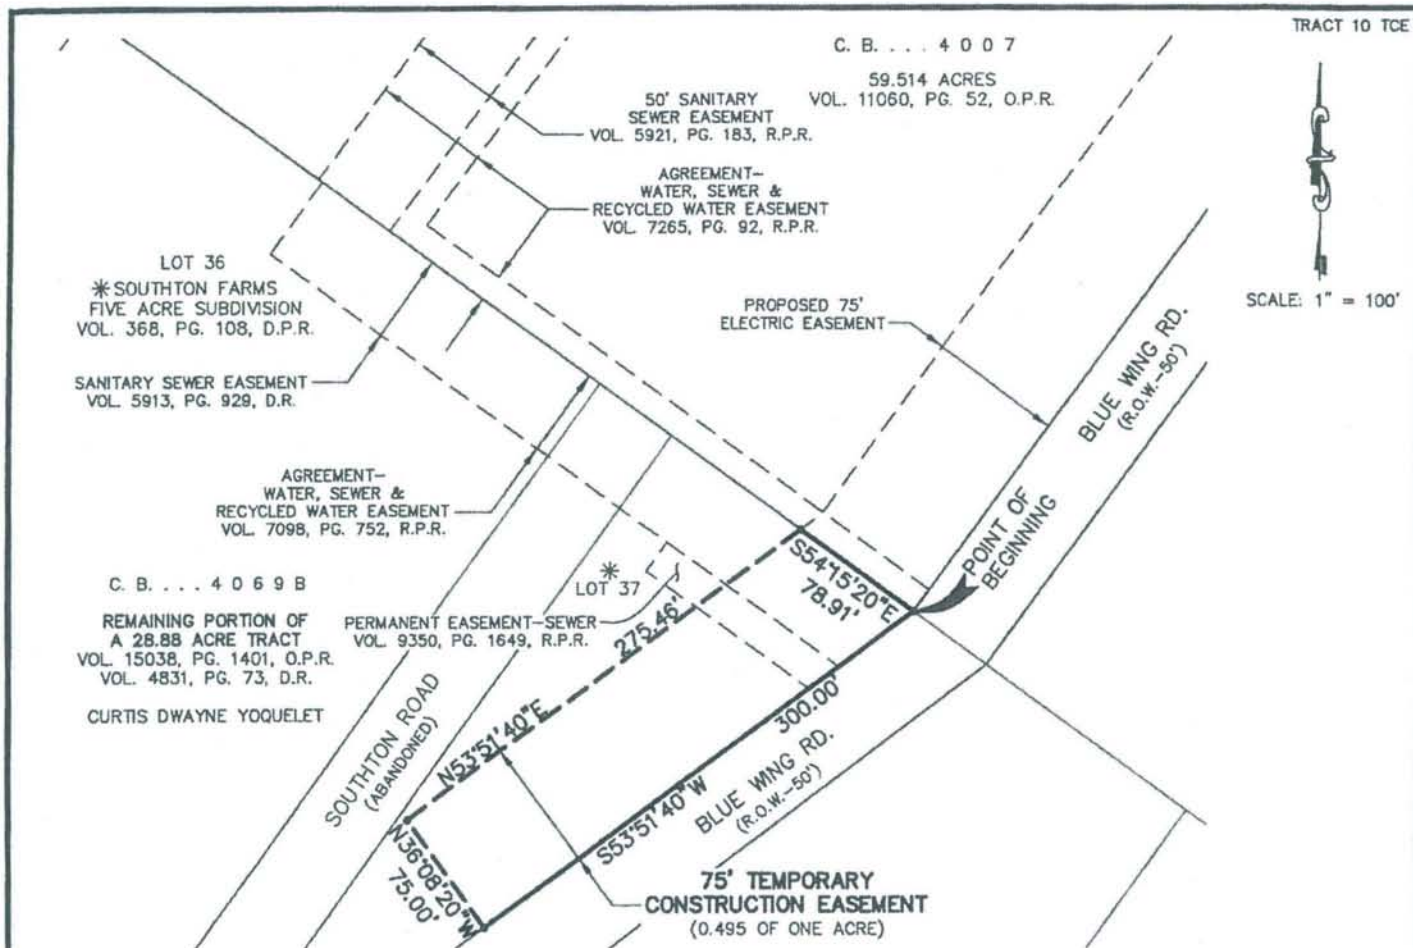 TRACT 10 TCE
C. B. . . . 4 0 0 7
59.514 ACRES
VOL. 11060, PG. 52, O.P.R.
50' SANITARY
SEWER EASEMENT
VOL. 5921, PG. 183, R.P.R.
AGREEMENT-
WATER, SEWER &
RECYCLED WATER EASEMENT
VOL. 7265, PG. 92, R.P.R.
SCALE: 1" = 100'
LOT 36
*SOUTHTON FARMS
FIVE ACRE SUBDIVISION
VOL. 368, PG. 108, D.P.R.
PROPOSED 75'
ELECTRIC EASEMENT
BLUE WING RD.
(R.O.W.-50')
SANITARY SEWER EASEMENT
VOL. 5913, PG. 929, D.R.
AGREEMENT-
WATER, SEWER &
RECYCLED WATER EASEMENT
VOL. 7098, PG. 752, R.P.R.
POINT OF
BEGINNING
S54°15'20"E
78.91'
*
LOT 37
C. B. . . . 4 0 6 9 B
REMAINING PORTION OF
A 28.88 ACRE TRACT
VOL. 15038, PG. 1401, O.P.R.
VOL. 4831, PG. 73, D.R.
CURTIS DWAYNE YOQUELET
PERMANENT EASEMENT-SEWER
VOL. 9350, PG. 1649, R.P.R.
275.46'
N53°51'40"E
SOUTHTON ROAD
(ABANDONED)
300.00'
S53°51'40"W
BLUE WING RD.
(R.O.W.-50')
N36°08'20"W
75.00'
75' TEMPORARY
CONSTRUCTION EASEMENT
(0.495 OF ONE ACRE)